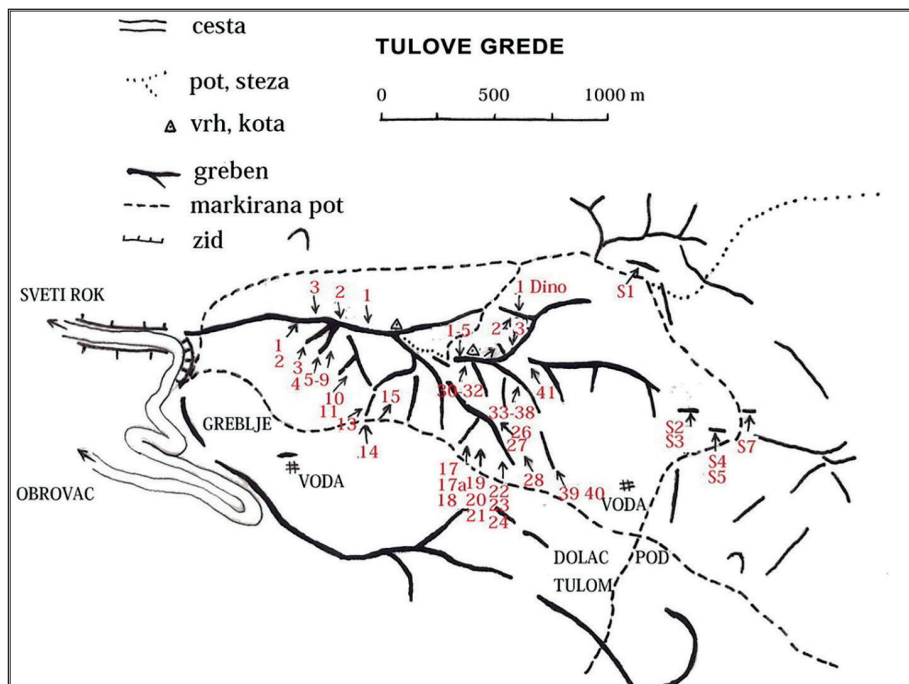 cesta
TULOVE GREDE
pot, steza
0 500 1000 m
vrh, kota
greben
markirana pot
zid
SVETI ROK
3 2 1
1 Dino
S1
1-5 2 3
1
2
3
4
5-9
10
11
13
14
15
30-32
33-38
41
26
27
28
39 40
GREBLJE
VODA
OBROVAC
17
17a
18
19
20
21
22
23
24
VODA
S2
S3
S4
S5
S7
DOLAC POD
TULOM